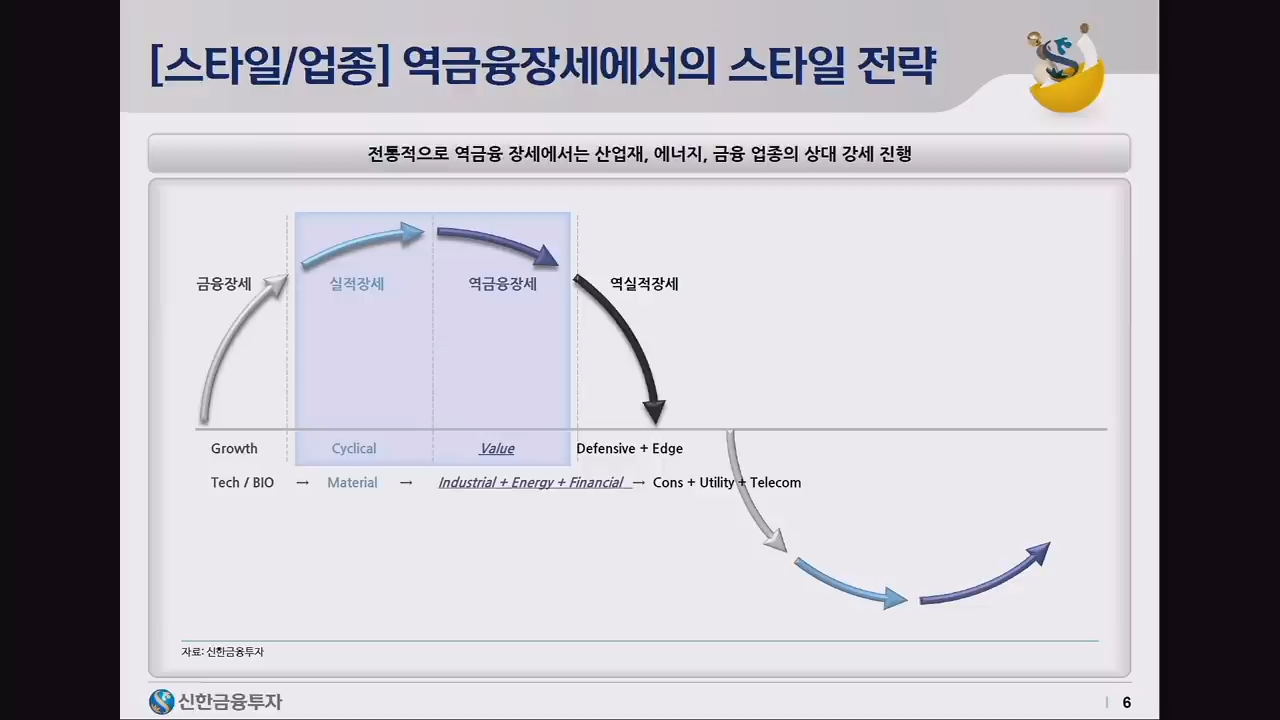 [스타일/업종] 역금융장세에서의 스타일 전략
전통적으로 역금융 장세에서는 산업재, 에너지, 금융 업종의 상대 강세 진행
금융장세 실적장세 역금융장세 역실적장세
Growth Cyclical Value Defensive + Edge
Tech / BIO → Material → Industrial + Energy + Financial → Cons + Utility + Telecom
자료: 신한금융투자
신한금융투자 | 6